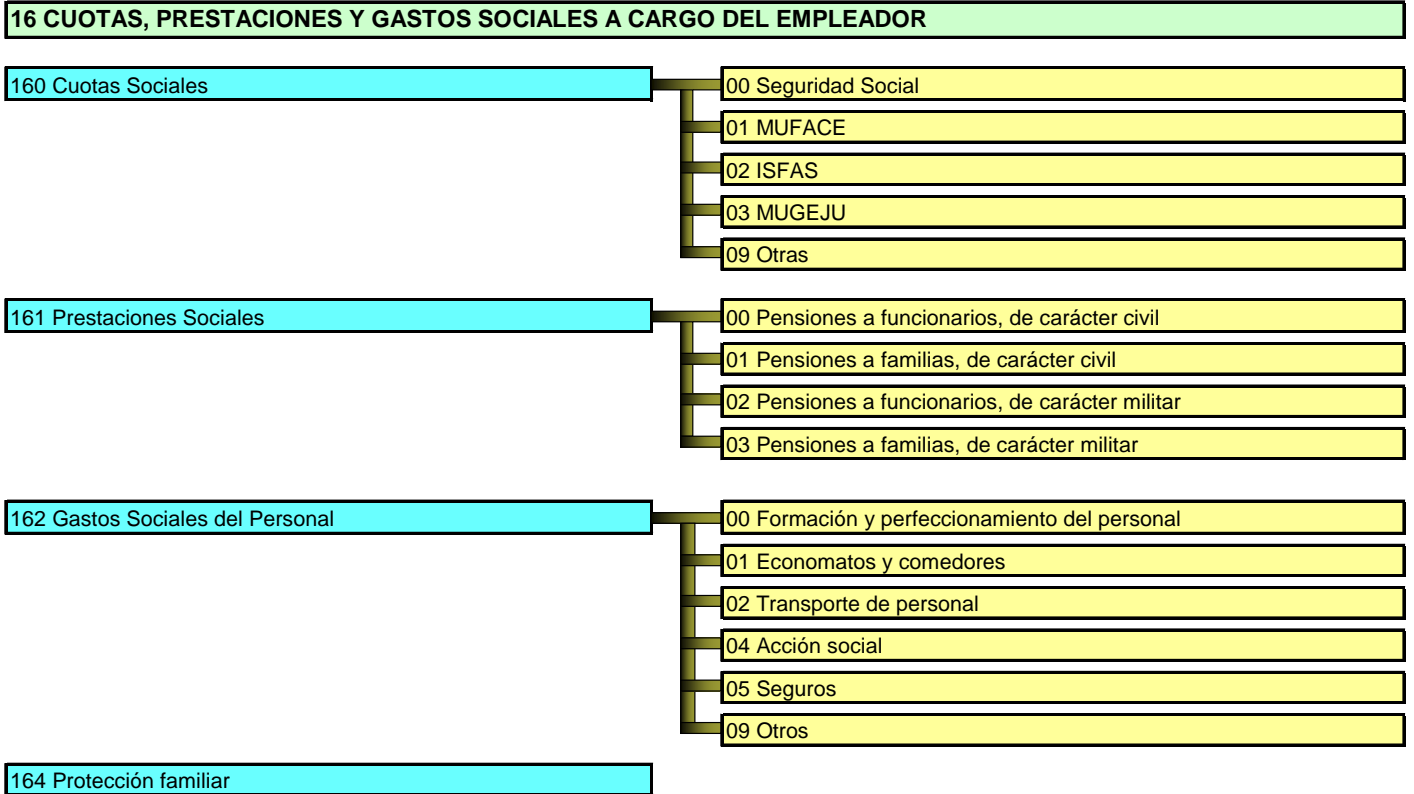 16 CUOTAS, PRESTACIONES Y GASTOS SOCIALES A CARGO DEL EMPLEADOR
160 Cuotas Sociales
00 Seguridad Social
01 MUFACE
02 ISFAS
03 MUGEJU
09 Otras
161 Prestaciones Sociales
00 Pensiones a funcionarios, de carácter civil
01 Pensiones a familias, de carácter civil
02 Pensiones a funcionarios, de carácter militar
03 Pensiones a familias, de carácter militar
162 Gastos Sociales del Personal
00 Formación y perfeccionamiento del personal
01 Economatos y comedores
02 Transporte de personal
04 Acción social
05 Seguros
09 Otros
164 Protección familiar